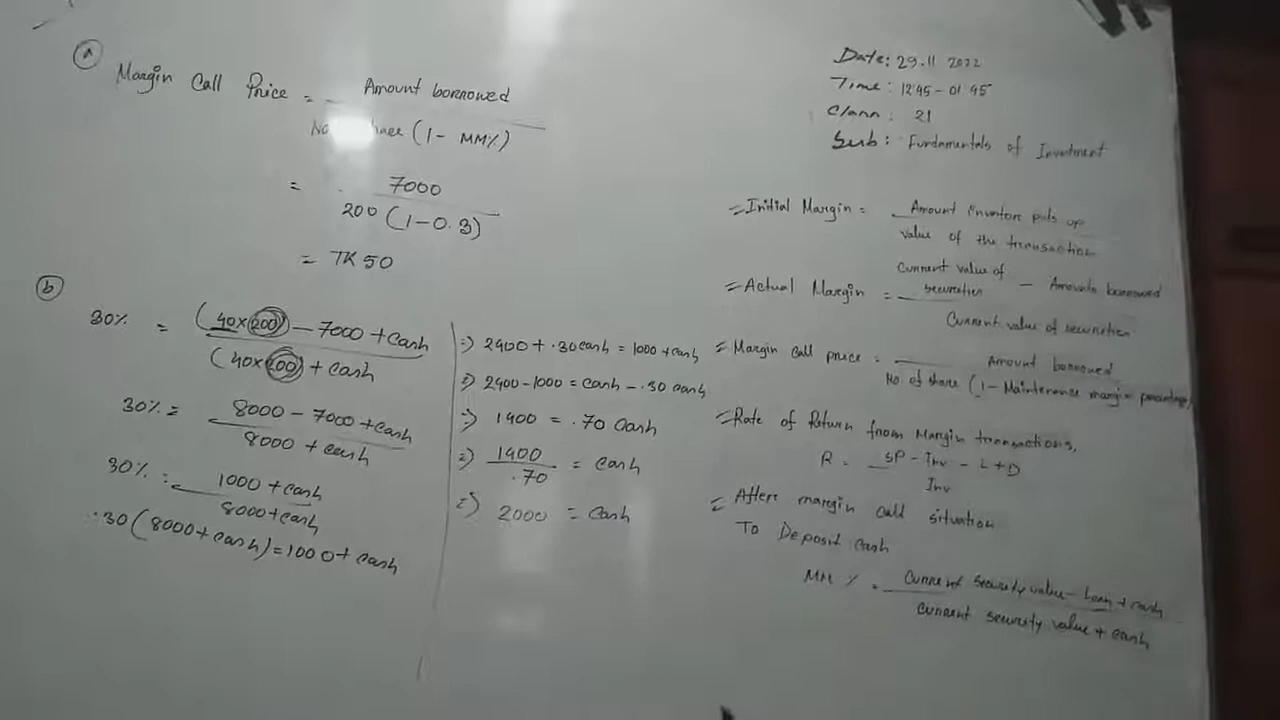 (a)
Margin Call Price = Amount borrowed
No (1 - MM%)
= 7000
200 (1-0.3)
= TK 50
(b)
30% = (40×200) - 7000 + Cash
(40×200) + Cash
30% = 8000 - 7000 + Cash
8000 + Cash
30% = 1000 + Cash
8000 + Cash
.30 (8000 + Cash) = 1000 + Cash
=) 2400 + .30 Cash = 1000 + Cash
=) 2400 - 1000 = Cash - .30 Cash
=) 1400 = .70 Cash
=) 1400 = Cash
.70
=) 2000 = Cash
Date: 29.11 2022
Time: 12 45 - 01 45
Class: 21
Sub: Fundamentals of Investment
= Initial Margin = Amount investors puts up
value of the transaction
= Actual Margin = Current value of securities - Amounts borrowed
Current value of securities
= Margin Call price = Amount borrowed
No of share (1 - Maintenance margin percentage)
= Rate of Return from Margin transactions,
R = SP - Inv - L + D
Inv
= After margin call situation
To Deposit Cash
MM % = Current security value - Loan + cash
Current security value + cash